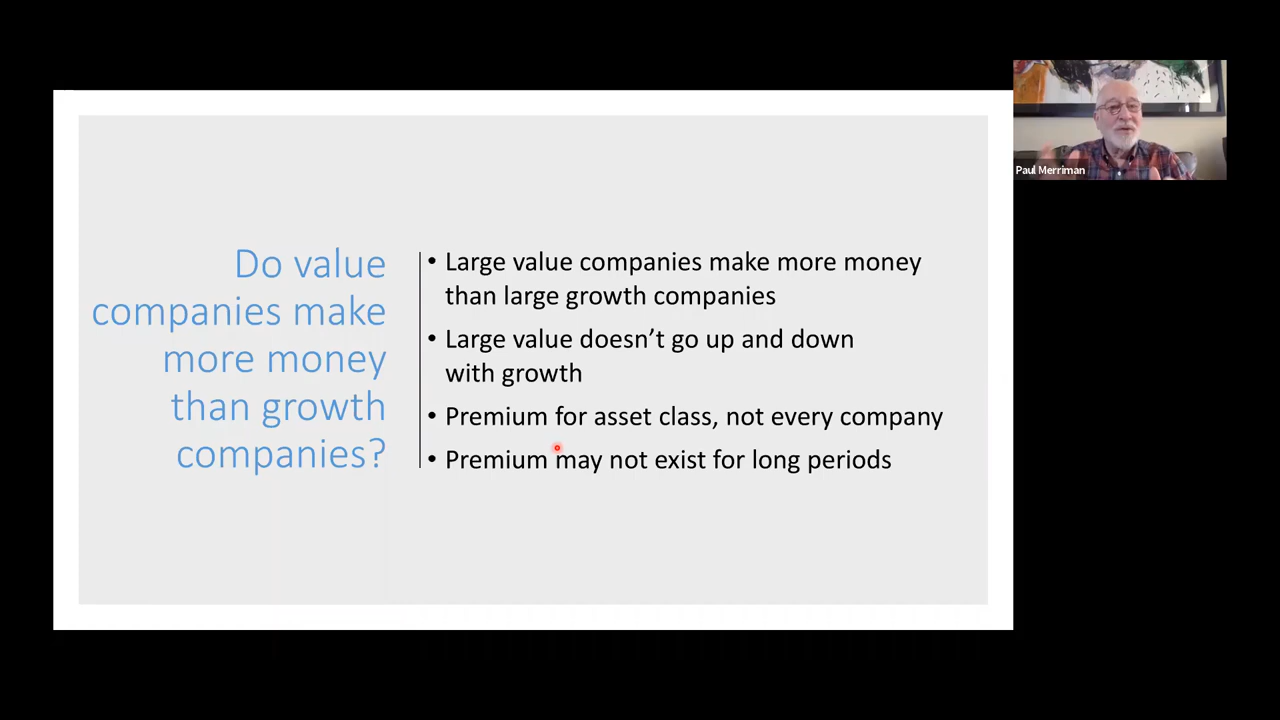 Do value
companies make
more money
than growth
companies?
• Large value companies make more money
than large growth companies
• Large value doesn’t go up and down
with growth
• Premium for asset class, not every company
• Premium may not exist for long periods
Paul Merriman